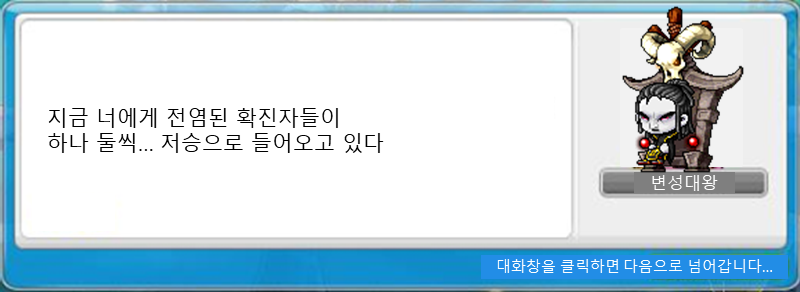 지금 너에게 전염된 확진자들이
하나 둘씩... 저승으로 들어오고 있다
변성대왕
대화창을 클릭하면 다음으로 넘어갑니다...